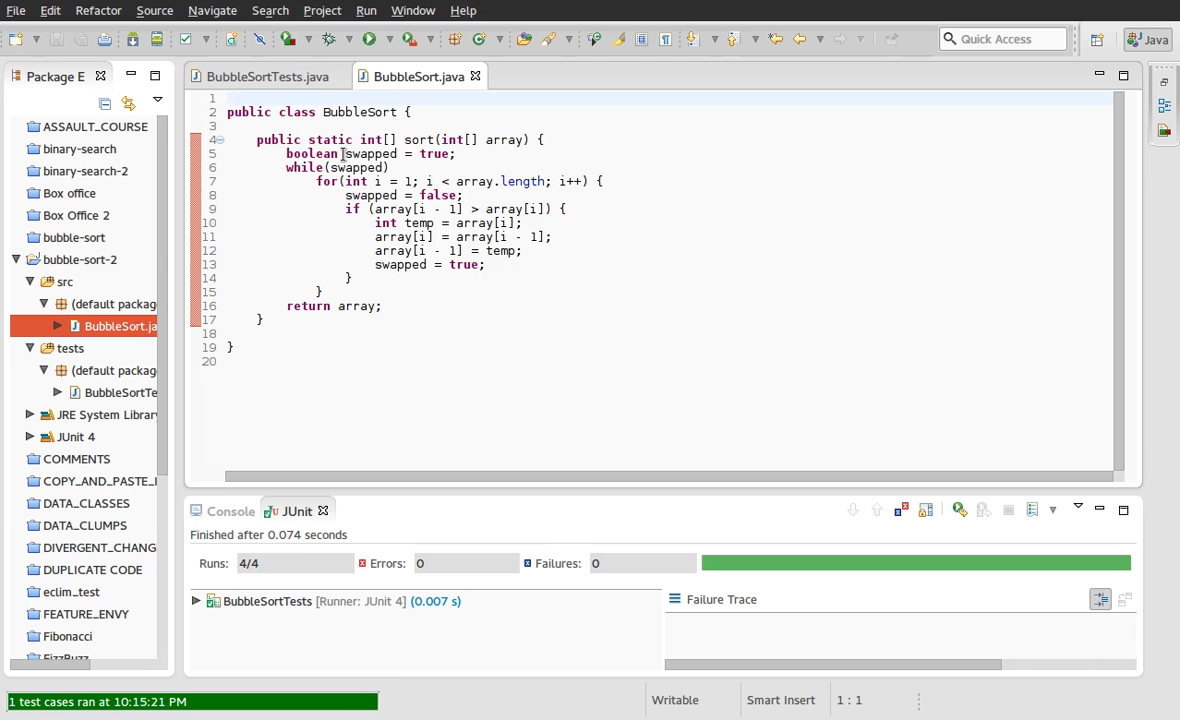 File Edit Refactor Source Navigate Search Project Run Window Help
Quick Access
Java
Package E
BubbleSortTests.java
BubbleSort.java
ASSAULT_COURSE
binary-search
binary-search-2
Box office
Box Office 2
bubble-sort
bubble-sort-2
src
(default packag
BubbleSort.ja
tests
(default packag
BubbleSortTe
JRE System Library
JUnit 4
COMMENTS
COPY_AND_PASTE_I
DATA_CLASSES
DATA_CLUMPS
DIVERGENT_CHANG
DUPLICATE CODE
eclim_test
FEATURE_ENVY
Fibonacci
FizzBuzz
1
2 public class BubbleSort {
3
4 public static int[] sort(int[] array) {
5 boolean swapped = true;
6 while(swapped)
7 for(int i = 1; i < array.length; i++) {
8 swapped = false;
9 if (array[i - 1] > array[i]) {
10 int temp = array[i];
11 array[i] = array[i - 1];
12 array[i - 1] = temp;
13 swapped = true;
14 }
15 }
16 return array;
17 }
18
19 }
20
Console
JUnit
Finished after 0.074 seconds
Runs: 4/4 Errors: 0 Failures: 0
BubbleSortTests [Runner: JUnit 4] (0.007 s)
Failure Trace
1 test cases ran at 10:15:21 PM
Writable
Smart Insert
1 : 1